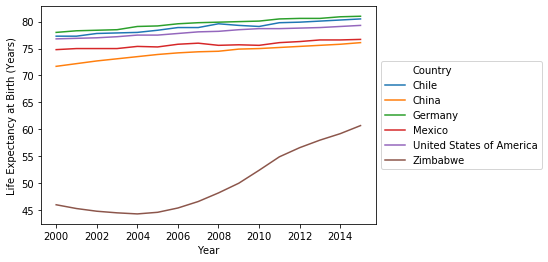 80
75
70
65
60
55
50
45
Life Expectancy at Birth (Years)
2000 2002 2004 2006 2008 2010 2012 2014
Year
Country
Chile
China
Germany
Mexico
United States of America
Zimbabwe